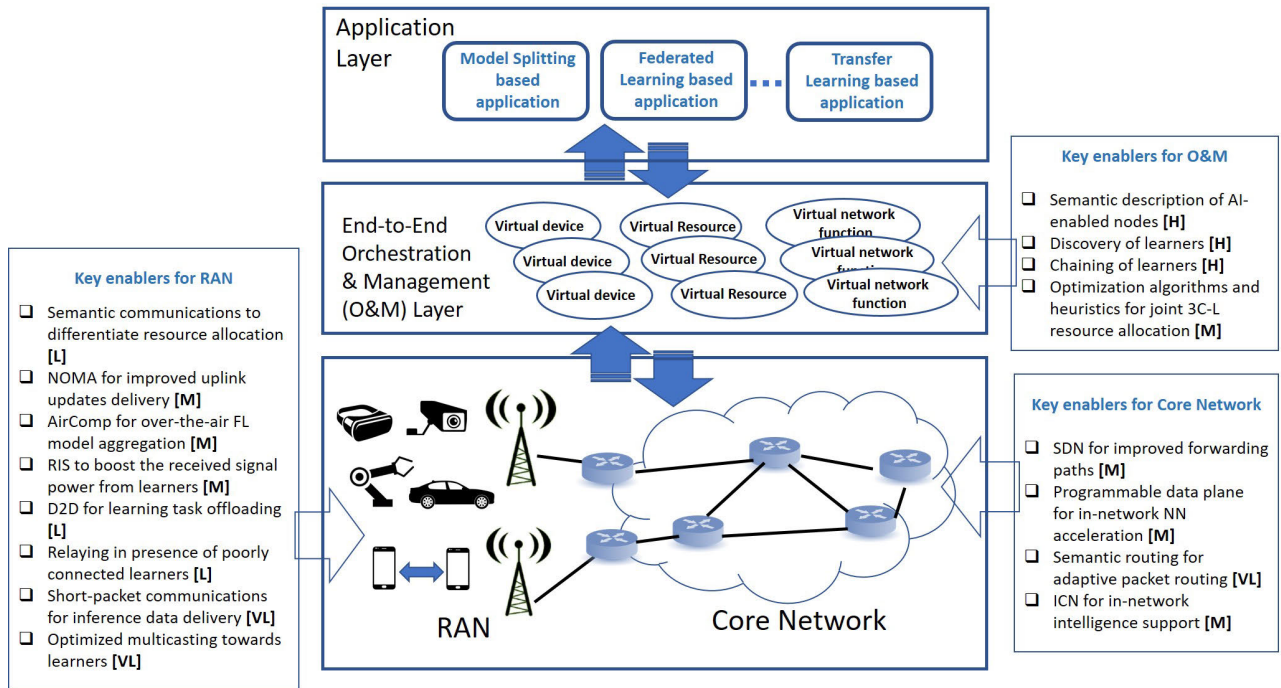 Application
Layer
Model Splitting
based
application
Federated
Learning based
application
Transfer
Learning based
application
End-to-End
Orchestration
& Management
(O&M) Layer
Virtual device
Virtual device
Virtual device
Virtual Resource
Virtual Resource
Virtual Resource
Virtual network
function
Virtual network
function
Virtual network
function
Key enablers for O&M
❑ Semantic description of AI-
enabled nodes [H]
❑ Discovery of learners [H]
❑ Chaining of learners [H]
❑ Optimization algorithms and
heuristics for joint 3C-L
resource allocation [M]
Key enablers for RAN
❑ Semantic communications to
differentiate resource allocation
[L]
❑ NOMA for improved uplink
updates delivery [M]
❑ AirComp for over-the-air FL
model aggregation [M]
❑ RIS to boost the received signal
power from learners [M]
❑ D2D for learning task offloading
[L]
❑ Relaying in presence of poorly
connected learners [L]
❑ Short-packet communications
for inference data delivery [VL]
❑ Optimized multicasting towards
learners [VL]
RAN
Core Network
Key enablers for Core Network
❑ SDN for improved forwarding
paths [M]
❑ Programmable data plane
for in-network NN
acceleration [M]
❑ Semantic routing for
adaptive packet routing [VL]
❑ ICN for in-network
intelligence support [M]